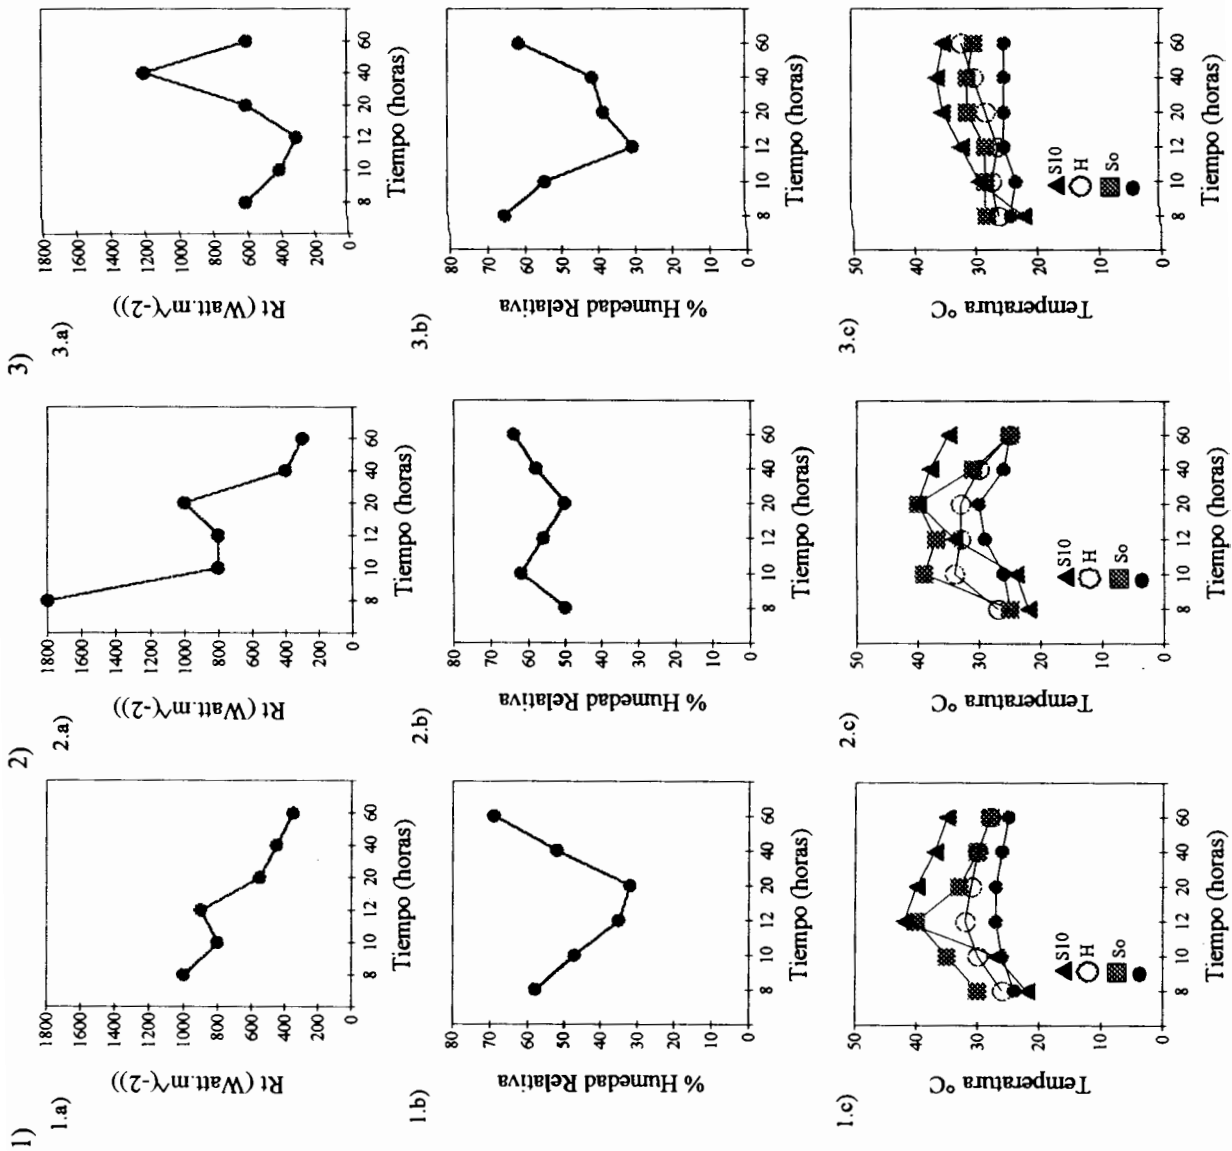 1)
1.a)
Rt (Watt.m^(-2))
1800
1600
1400
1200
1000
800
600
400
200
0
8 10 12 20 40 60
Tiempo (horas)
1.b)
% Humedad Relativa
80
70
60
50
40
30
20
10
0
8 10 12 20 40 60
Tiempo (horas)
1.c)
Temperatura °C
50
40
30
20
10
0
S10
H
So
8 10 12 20 40 60
Tiempo (horas)
2)
2.a)
Rt (Watt.m^(-2))
1800
1600
1400
1200
1000
800
600
400
200
0
8 10 12 20 40 60
Tiempo (horas)
2.b)
% Humedad Relativa
80
70
60
50
40
30
20
10
0
8 10 12 20 40 60
Tiempo (horas)
2.c)
Temperatura °C
50
40
30
20
10
0
S10
H
So
8 10 12 20 40 60
Tiempo (horas)
3)
3.a)
Rt (Watt.m^(-2))
1800
1600
1400
1200
1000
800
600
400
200
0
8 10 12 20 40 60
Tiempo (horas)
3.b)
% Humedad Relativa
80
70
60
50
40
30
20
10
0
8 10 12 20 40 60
Tiempo (horas)
3.c)
Temperatura °C
50
40
30
20
10
0
S10
H
So
8 10 12 20 40 60
Tiempo (horas)